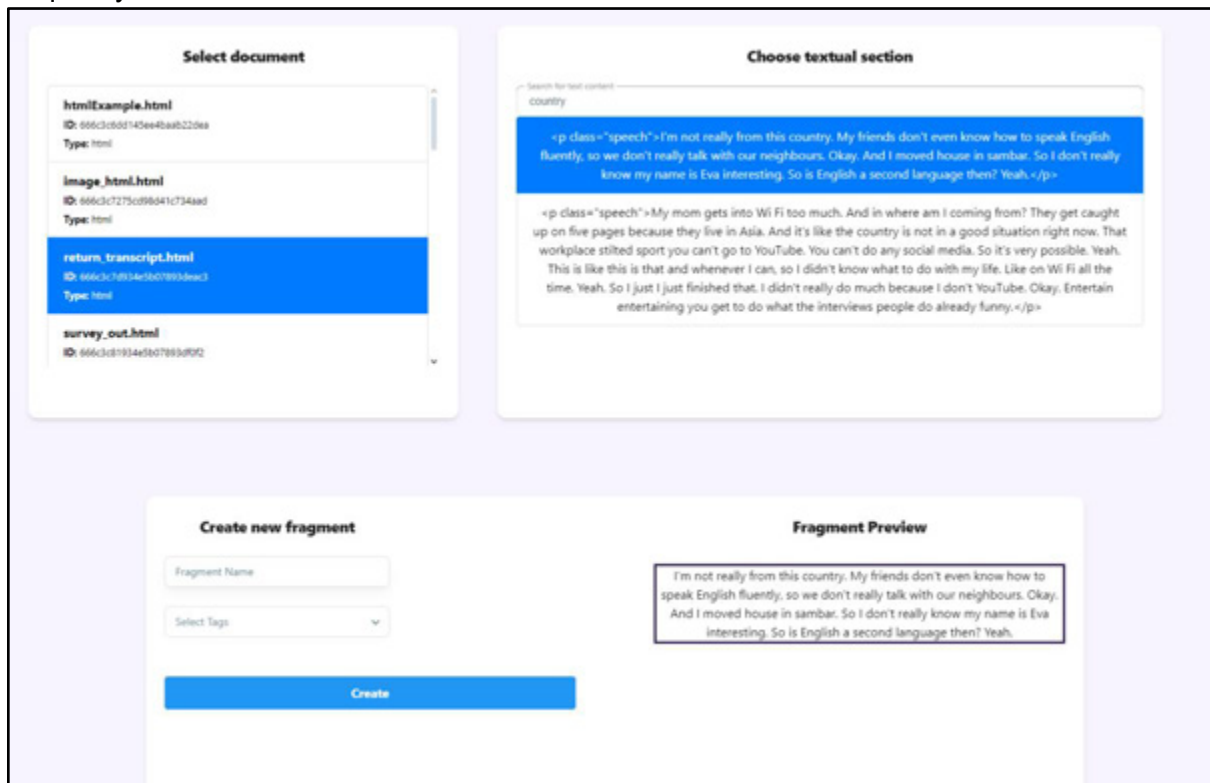 Select document
htmlExample.html
ID: 666c3c6dd145ee4baab22dea
Type: html
image_html.html
ID: 666c3c7275cd98d41c734aad
Type: html
return_transcript.html
ID: 666c3c7d934e5b07893deac3
Type: html
survey_out.html
ID: 666c3c81934e5b07893df0f2
Choose textual section
Search for text content
country
<p class="speech">I'm not really from this country. My friends don't even know how to speak English
fluently, so we don't really talk with our neighbours. Okay. And I moved house in sambar. So I don't really
know my name is Eva interesting. So is English a second language then? Yeah.</p>
<p class="speech">My mom gets into Wi Fi too much. And in where am I coming from? They get caught
up on five pages because they live in Asia. And it's like the country is not in a good situation right now. That
workplace stilted sport you can't go to YouTube. You can't do any social media. So it's very possible. Yeah.
This is like this is that and whenever I can, so I didn't know what to do with my life. Like on Wi Fi all the
time. Yeah. So I just I just finished that. I didn't really do much because I don't YouTube. Okay. Entertain
entertaining you get to do what the interviews people do already funny.</p>
Create new fragment
Fragment Name
Select Tags
Create
Fragment Preview
I'm not really from this country. My friends don't even know how to
speak English fluently, so we don't really talk with our neighbours. Okay.
And I moved house in sambar. So I don't really know my name is Eva
interesting. So is English a second language then? Yeah.